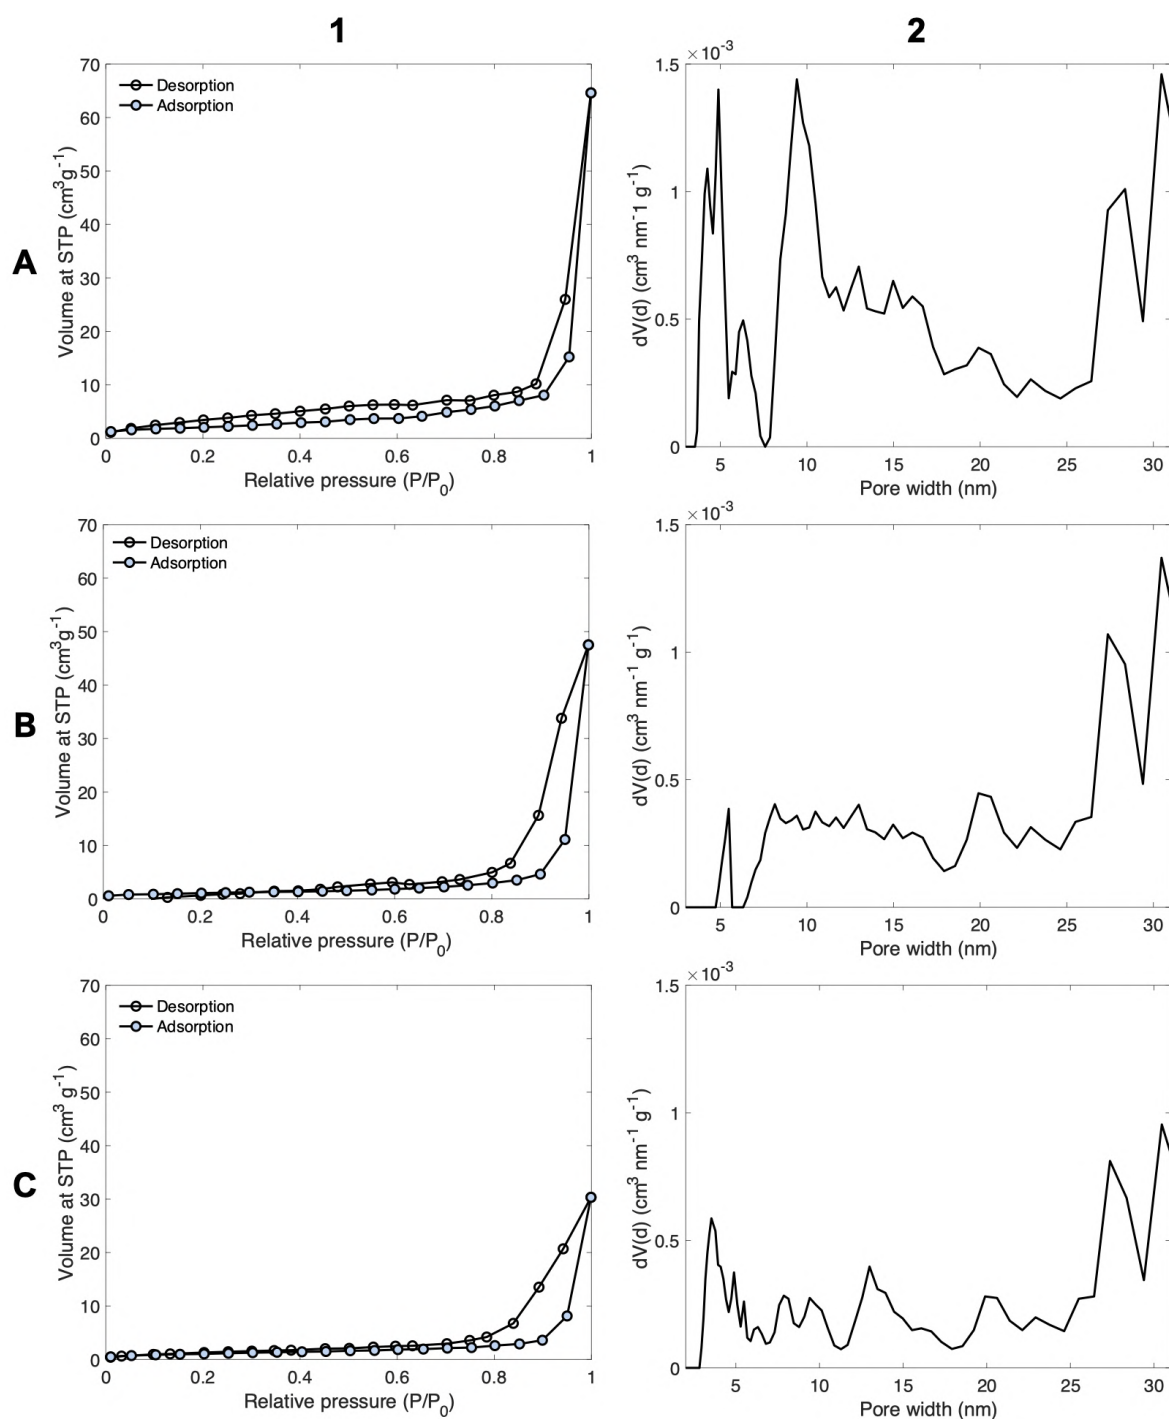 1
2
A
70
60
50
40
30
20
10
0
Volume at STP (cm³g⁻¹)
Desorption
Adsorption
0 0.2 0.4 0.6 0.8 1
Relative pressure (P/P₀)
×10⁻³
1.5
1
0.5
0
dV(d) (cm³ nm⁻1 g⁻¹)
5 10 15 20 25 30
Pore width (nm)
B
70
60
50
40
30
20
10
0
Volume at STP (cm³g⁻¹)
Desorption
Adsorption
0 0.2 0.4 0.6 0.8 1
Relative pressure (P/P₀)
×10⁻³
1.5
1
0.5
0
dV(d) (cm³ nm⁻¹ g⁻¹)
5 10 15 20 25 30
Pore width (nm)
C
70
60
50
40
30
20
10
0
Volume at STP (cm³ g⁻¹)
Desorption
Adsorption
0 0.2 0.4 0.6 0.8 1
Relative pressure (P/P₀)
×10⁻³
1.5
1
0.5
0
dV(d) (cm³ nm⁻¹ g⁻¹)
5 10 15 20 25 30
Pore width (nm)